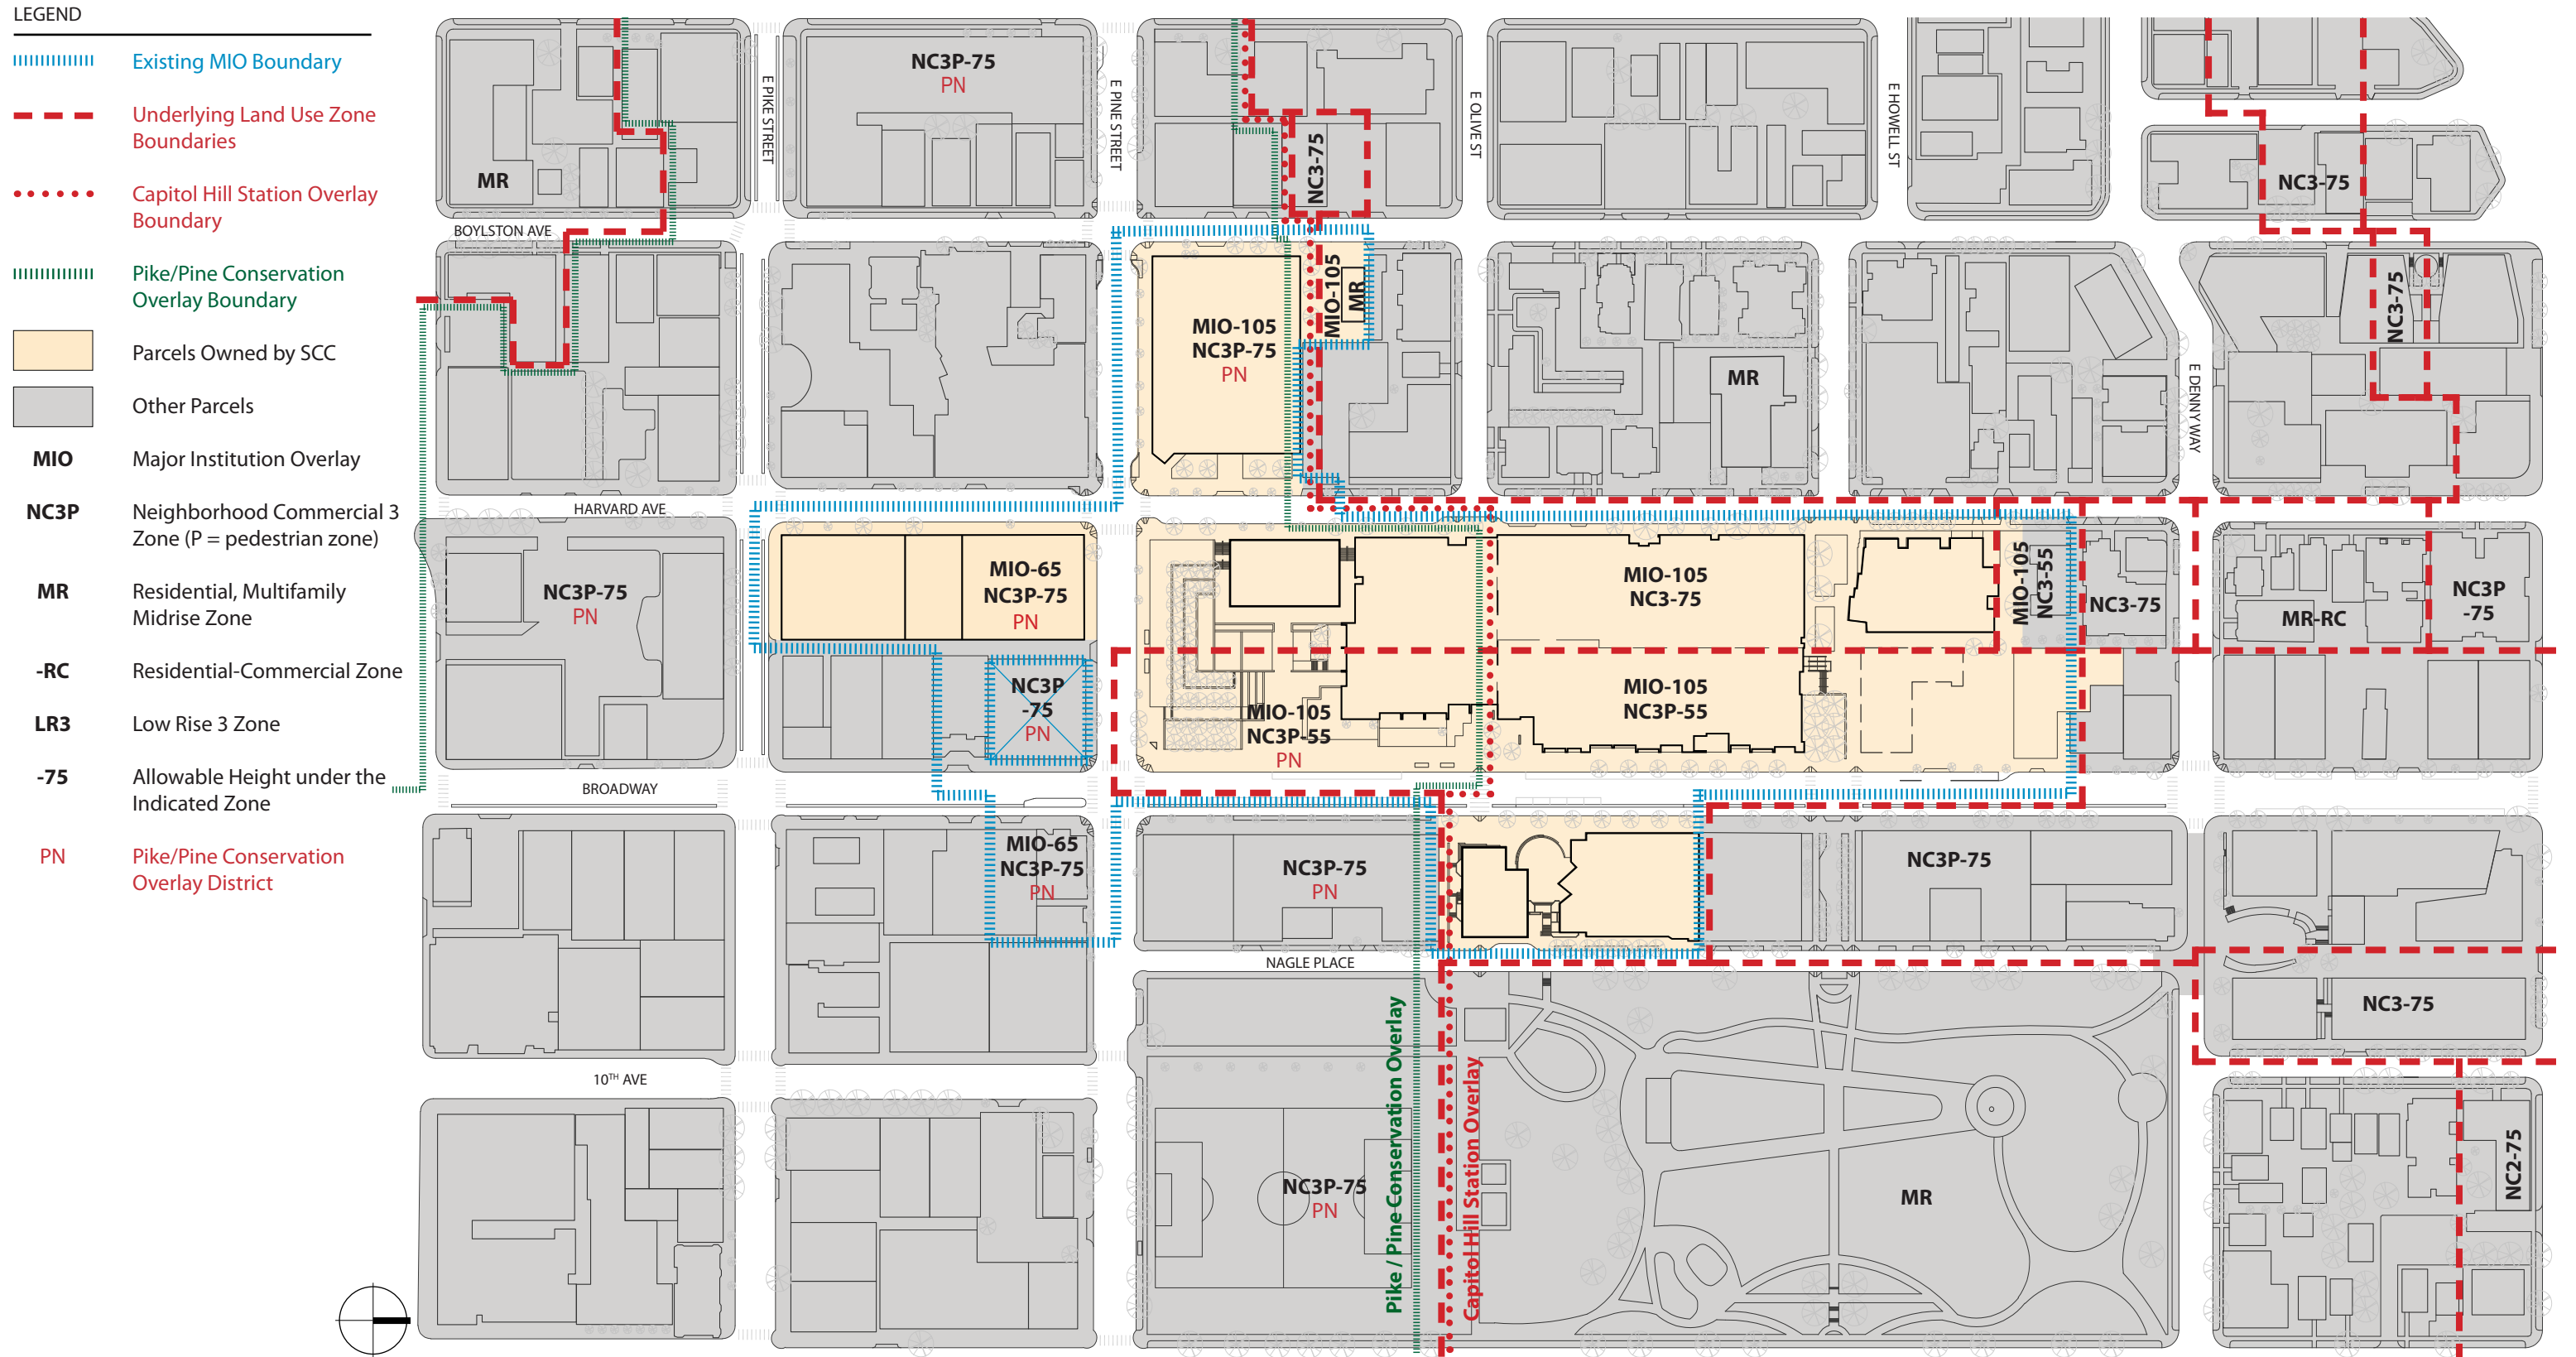 LEGEND
Existing MIO Boundary
Underlying Land Use Zone
Boundaries
Capitol Hill Station Overlay
Boundary
Pike/Pine Conservation
Overlay Boundary
Parcels Owned by SCC
Other Parcels
MIO Major Institution Overlay
NC3P Neighborhood Commercial 3
Zone (P = pedestrian zone)
MR Residential, Multifamily
Midrise Zone
-RC Residential-Commercial Zone
LR3 Low Rise 3 Zone
-75 Allowable Height under the
Indicated Zone
PN Pike/Pine Conservation
Overlay District
MR
E PIKE STREET
NC3P-75
PN
E PINE STREET
NC3-75
E OLIVE ST
E HOWELL ST
NC3-75
BOYLSTON AVE
MIO-105
NC3P-75
PN
MIO-105
MR
MR
E DENNY WAY
NC3-75
HARVARD AVE
NC3P-75
PN
MIO-65
NC3P-75
PN
NC3P
-75
PN
MIO-105
NC3P-55
PN
MIO-105
NC3-75
MIO-105
NC3P-55
MIO-105
NC3-55
NC3-75
MR-RC
NC3P
-75
BROADWAY
MIO-65
NC3P-75
PN
NC3P-75
PN
NC3P-75
NAGLE PLACE
NC3-75
10TH AVE
NC3P-75
PN
Pike / Pine Conservation Overlay
Capitol Hill Station Overlay
MR
NC2-75